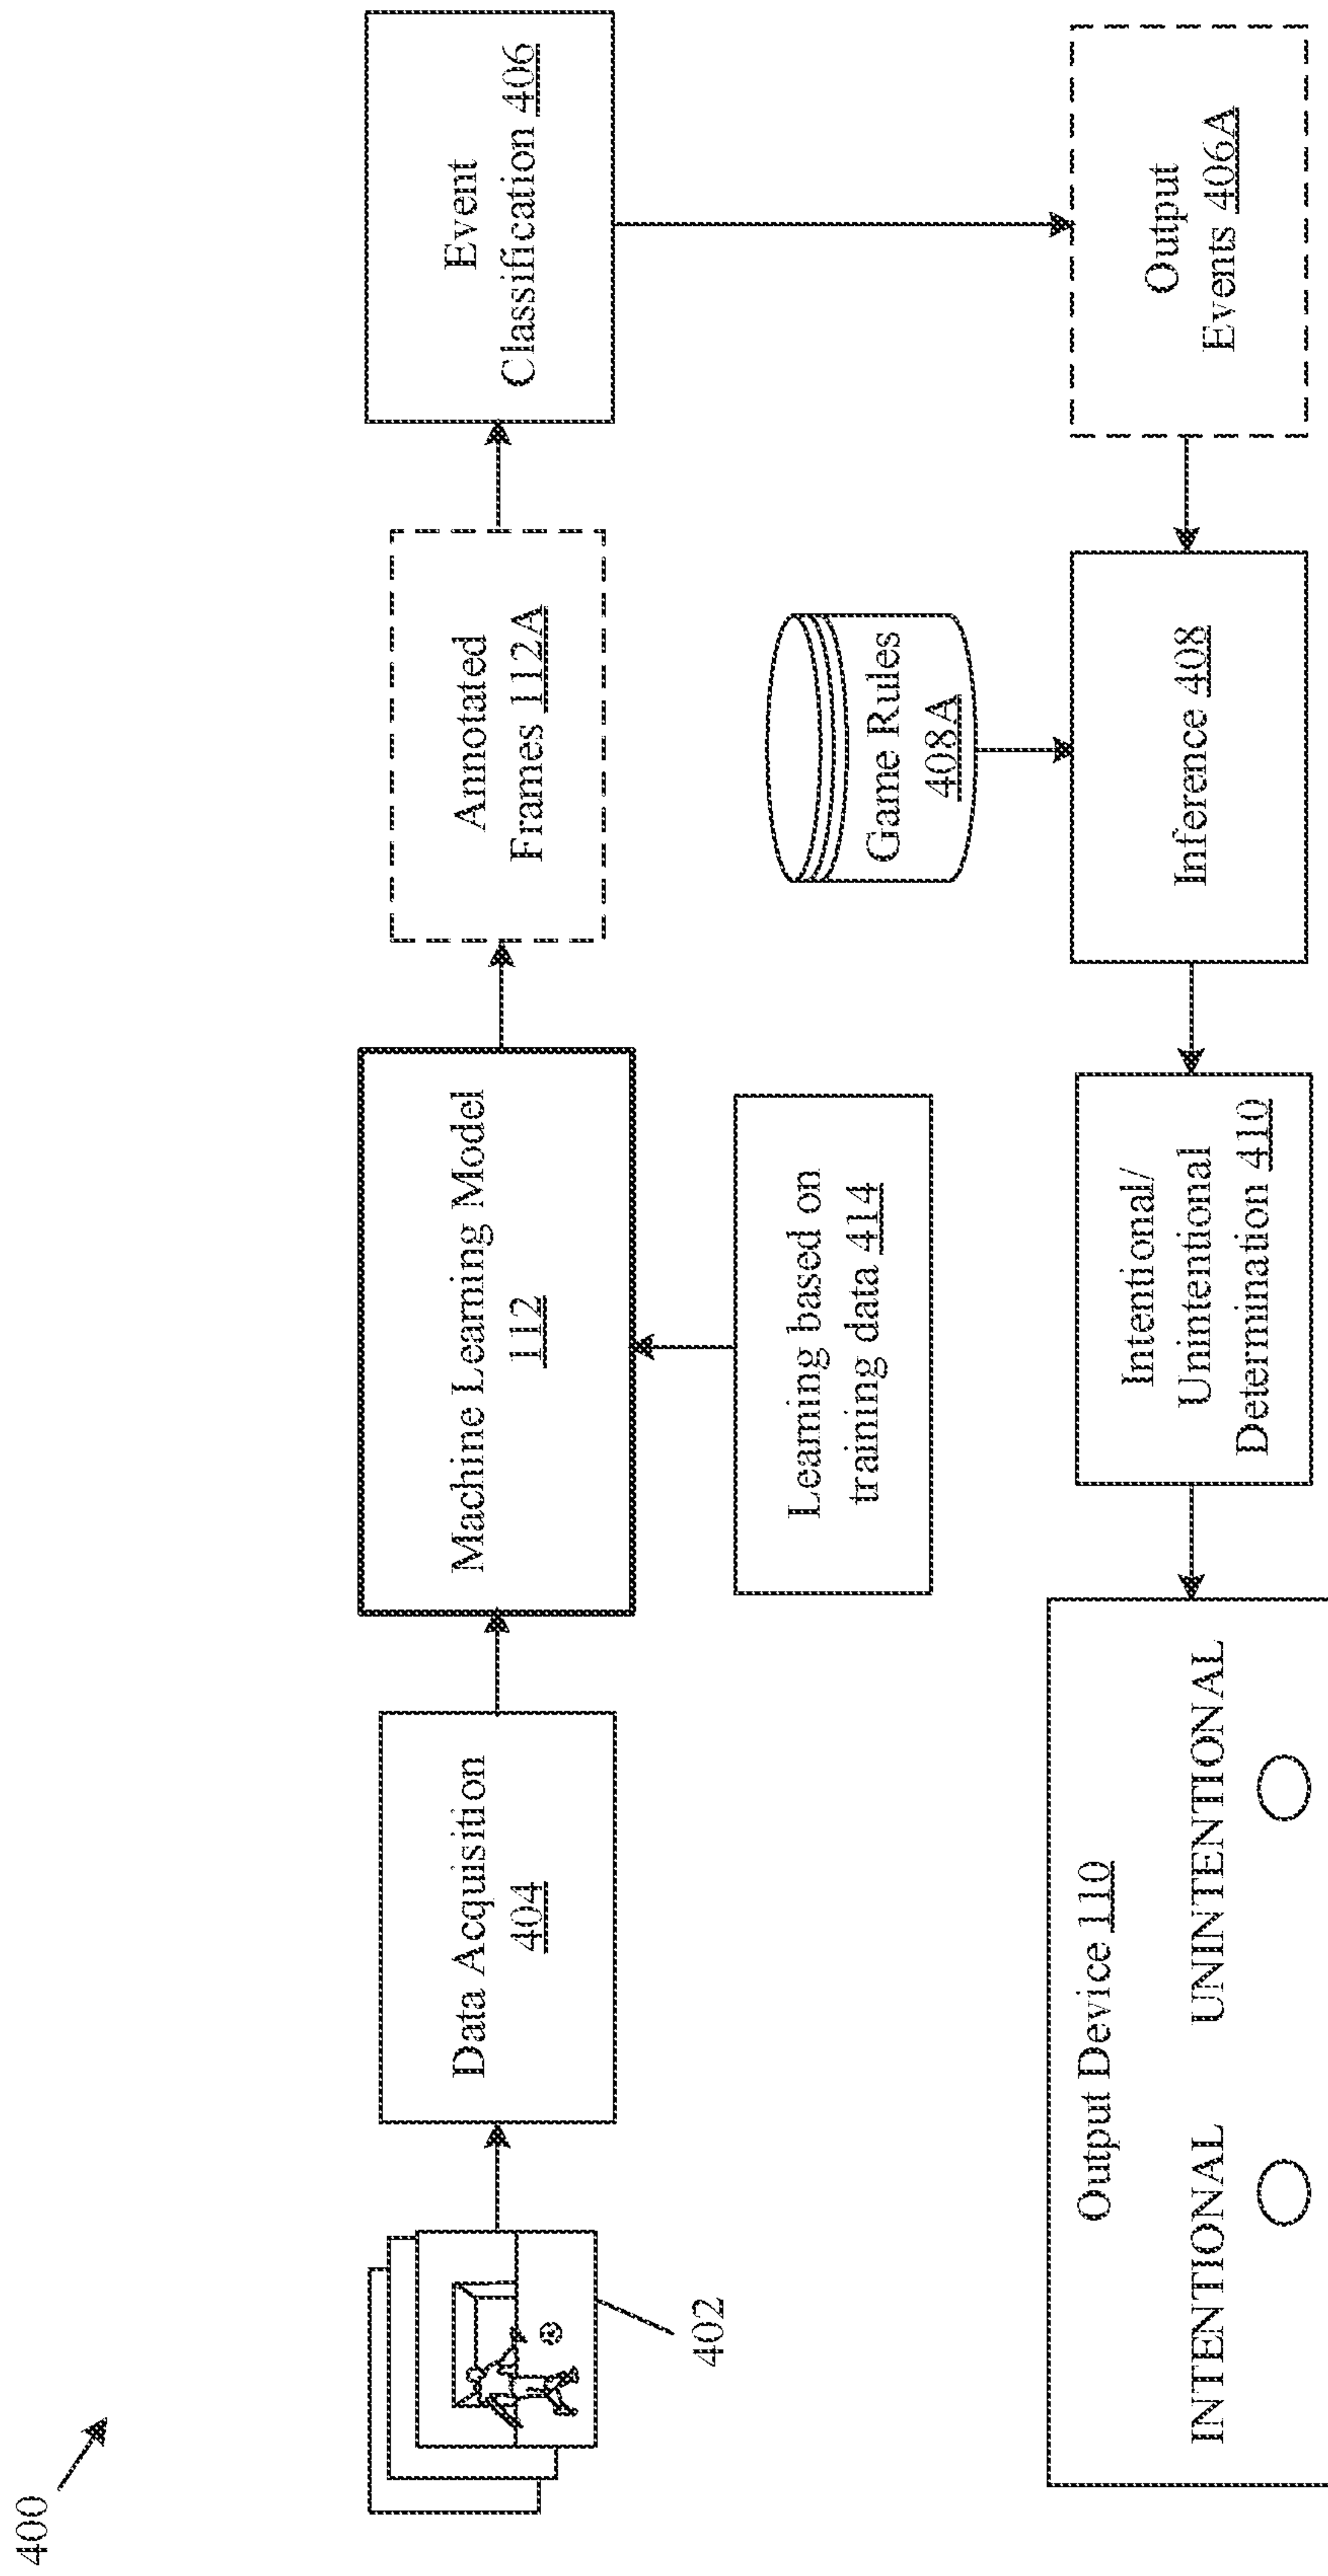 400
402
Data Acquisition
404
Machine Learning Model
112
Learning based on
training data 414
Annotated
Frames 112A
Event
Classification 406
Output
Events 406A
Game Rules
408A
Inference 408
Intentional/
Unintentional
Determination 410
Output Device 110
INTENTIONAL UNINTENTIONAL